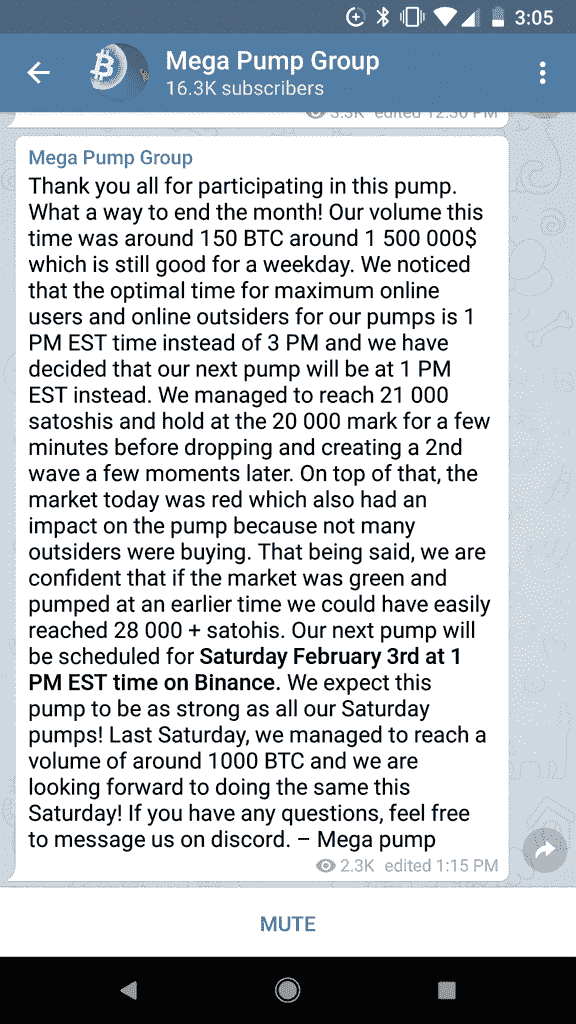 3:05
Mega Pump Group
16.3K subscribers
3.3K edited 12:30 PM
Mega Pump Group
Thank you all for participating in this pump.
What a way to end the month! Our volume this
time was around 150 BTC around 1 500 000$
which is still good for a weekday. We noticed
that the optimal time for maximum online
users and online outsiders for our pumps is 1
PM EST time instead of 3 PM and we have
decided that our next pump will be at 1 PM
EST instead. We managed to reach 21 000
satoshis and hold at the 20 000 mark for a few
minutes before dropping and creating a 2nd
wave a few moments later. On top of that, the
market today was red which also had an
impact on the pump because not many
outsiders were buying. That being said, we are
confident that if the market was green and
pumped at an earlier time we could have easily
reached 28 000 + satohis. Our next pump will
be scheduled for Saturday February 3rd at 1
PM EST time on Binance. We expect this
pump to be as strong as all our Saturday
pumps! Last Saturday, we managed to reach a
volume of around 1000 BTC and we are
looking forward to doing the same this
Saturday! If you have any questions, feel free
to message us on discord. – Mega pump
2.3K edited 1:15 PM
MUTE